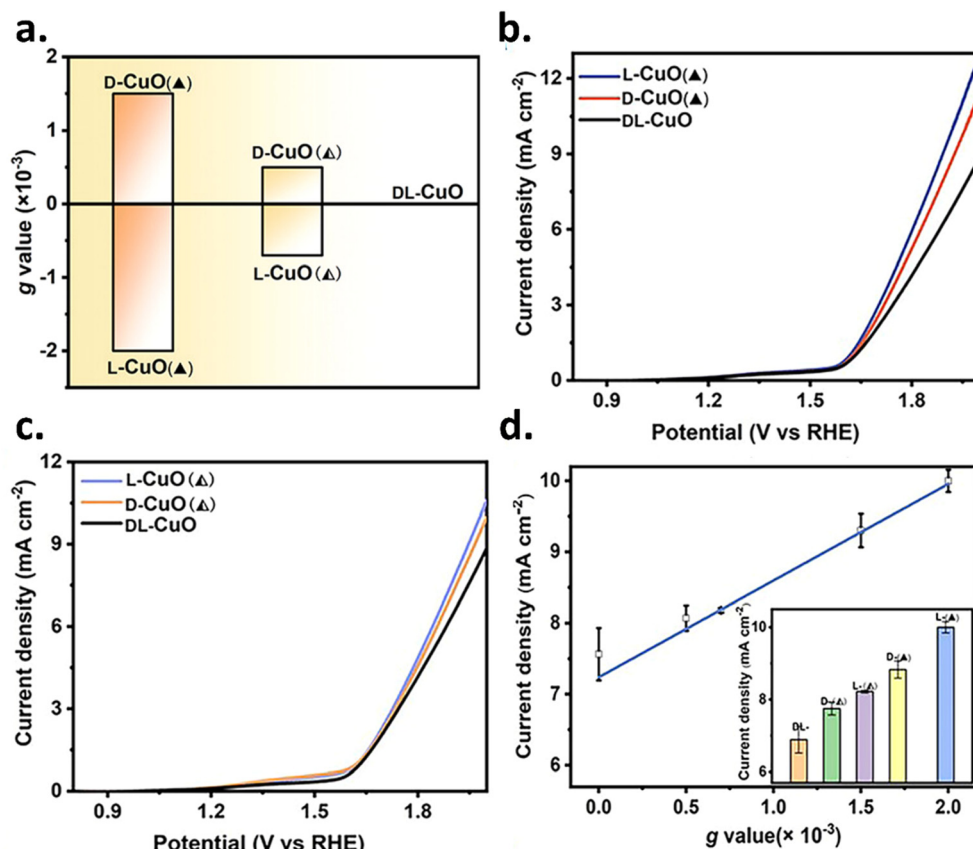 a.
2
1
0
-1
-2
g value (×10⁻³)
D-CuO(▲)
D-CuO(◭)
DL-CuO
L-CuO(◭)
L-CuO(▲)
b.
12
9
6
3
0
Current density (mA cm⁻²)
L-CuO(▲)
D-CuO(▲)
DL-CuO
0.9 1.2 1.5 1.8
Potential (V vs RHE)
c.
12
9
6
3
0
Current density (mA cm⁻²)
L-CuO(◭)
D-CuO(◭)
DL-CuO
0.9 1.2 1.5 1.8
Potential (V vs RHE)
d.
10
9
8
7
6
Current density (mA cm⁻²)
0.0 0.5 1.0 1.5 2.0
g value(× 10⁻³)
10
8
6
Current density (mA cm⁻²)
DL-
D-(◭)
L-(◭)
D-(▲)
L-(▲)